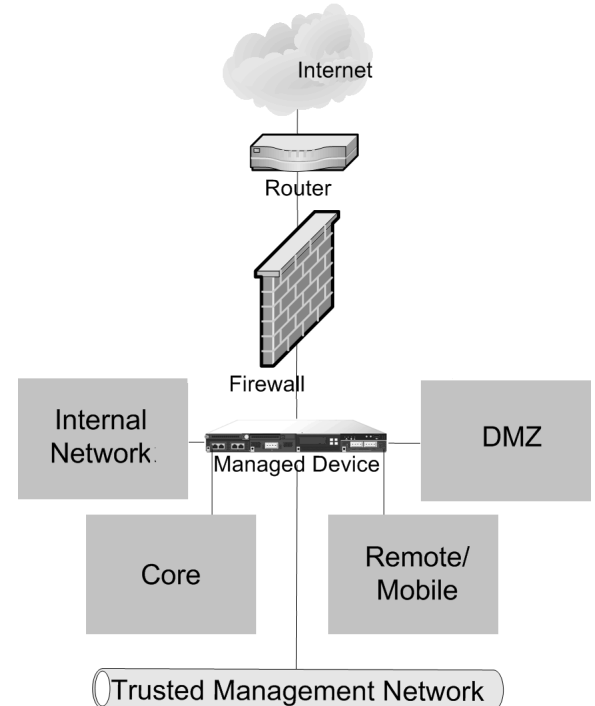 Internet
Router
Firewall
Internal
Network:
DMZ
Managed Device
Core
Remote/
Mobile
Trusted Management Network